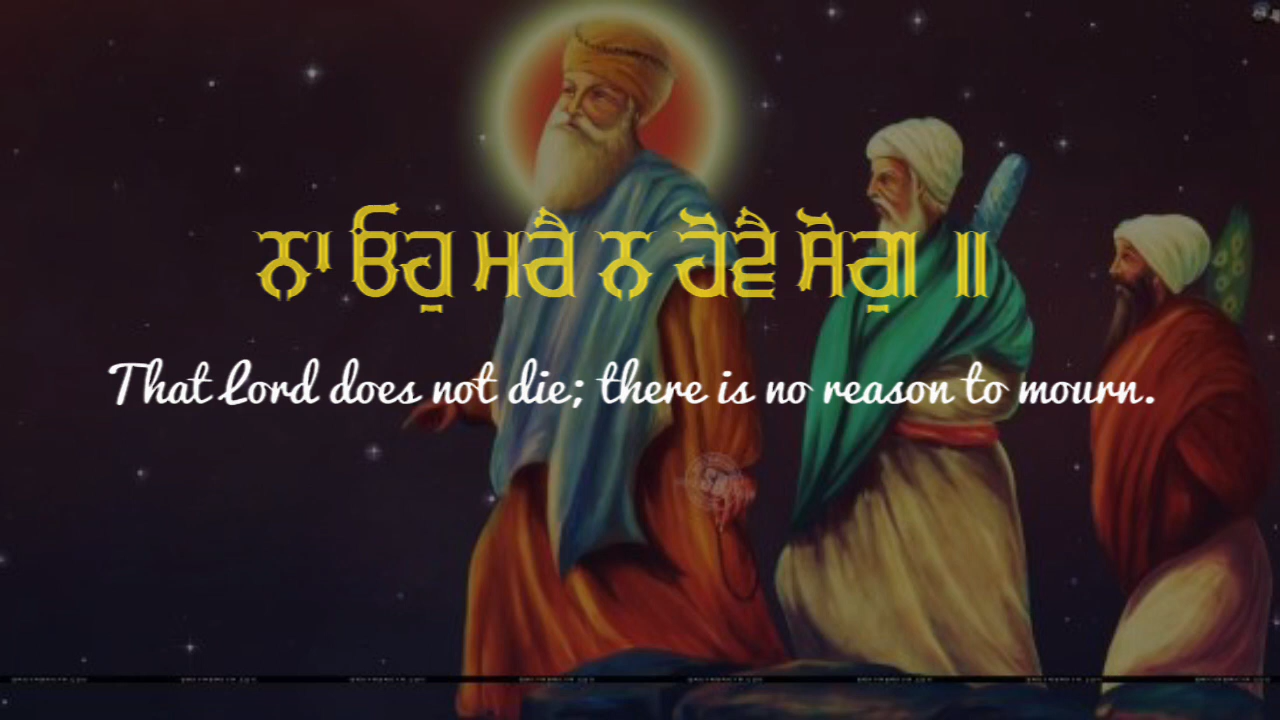 ਨਾ ਓਹੁ ਮਰੈ ਨ ਹੋਵੈ ਸੋਗੁ ॥
That Lord does not die; there is no reason to mourn.